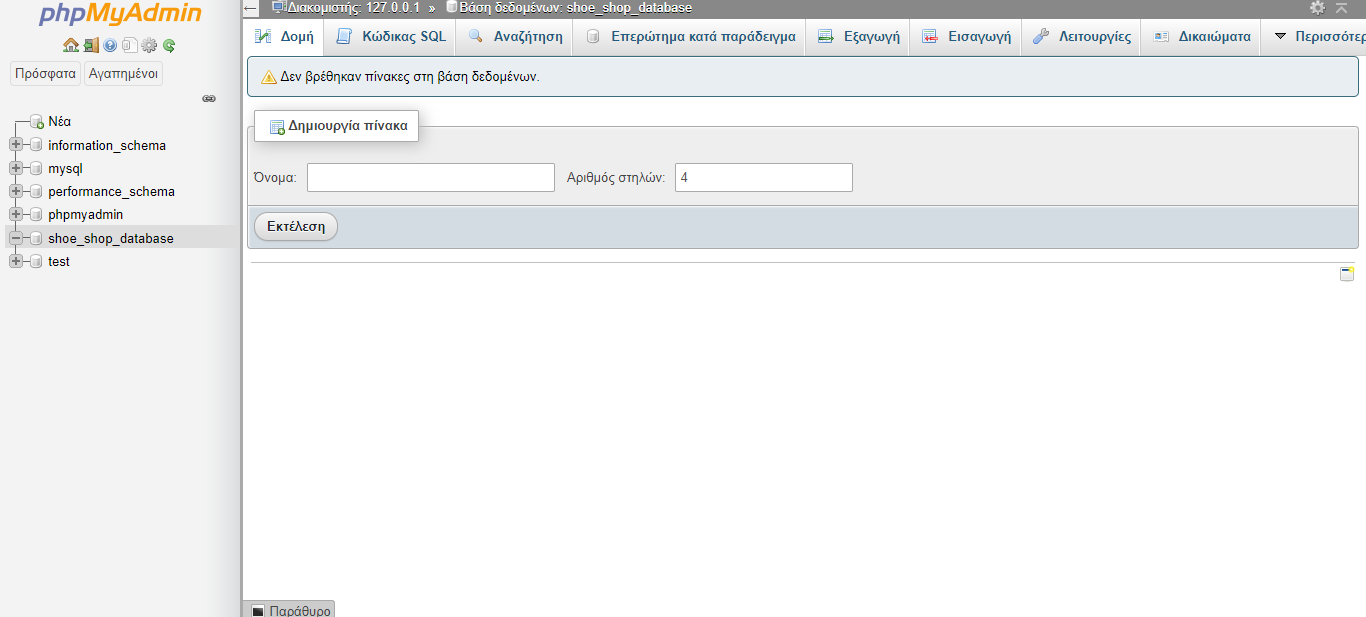 phpMyAdmin
Πρόσφατα Αγαπημένοι
Νέα
information_schema
mysql
performance_schema
phpmyadmin
shoe_shop_database
test
Διακομιστής: 127.0.0.1 » Βάση δεδομένων: shoe_shop_database
Δομή Κώδικας SQL Αναζήτηση Επερώτημα κατά παράδειγμα Εξαγωγή Εισαγωγή Λειτουργίες Δικαιώματα Περισσότερ
Δεν βρέθηκαν πίνακες στη βάση δεδομένων.
Δημιουργία πίνακα
Όνομα: Αριθμός στηλών: 4
Εκτέλεση
Παράθυρο